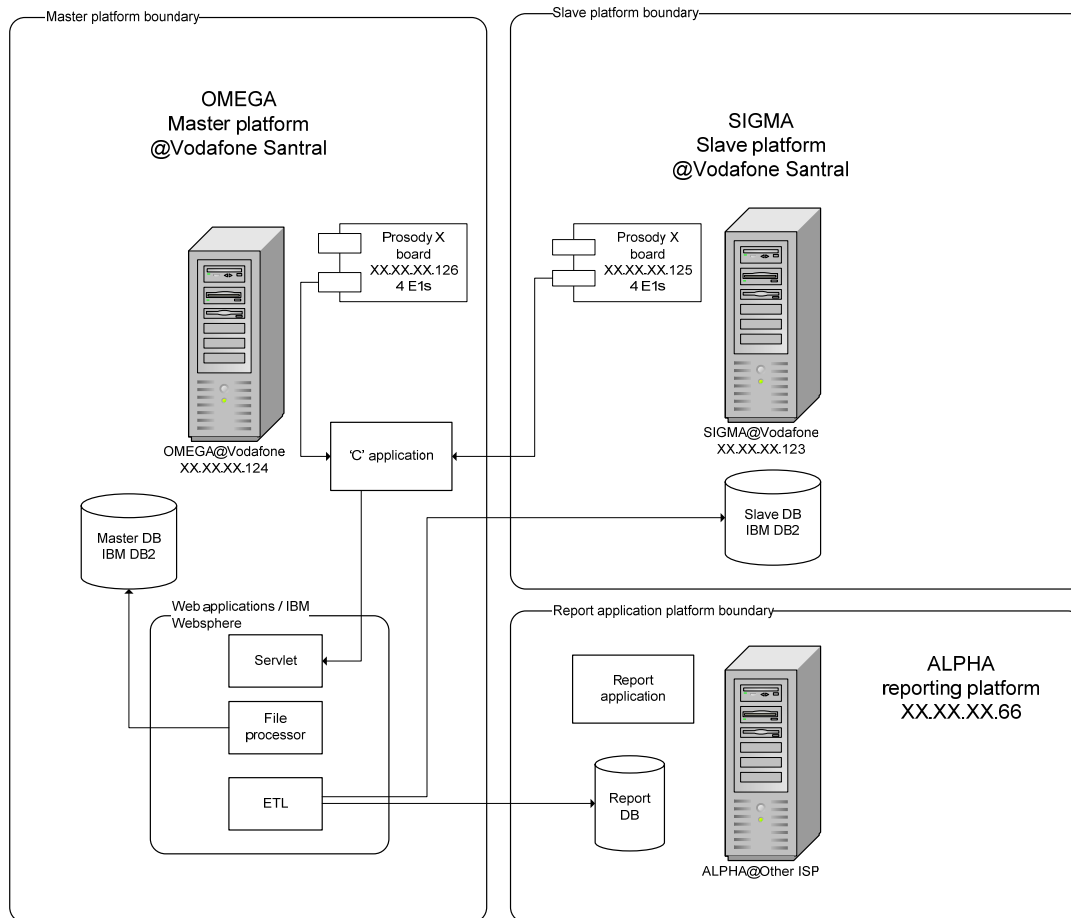 Master platform boundary
OMEGA
Master platform
@Vodafone Santral
Prosody X
board
XX.XX.XX.126
4 E1s
OMEGA@Vodafone
XX.XX.XX.124
'C' application
Master DB
IBM DB2
Web applications / IBM
Websphere
Servlet
File
processor
ETL
Slave platform boundary
SIGMA
Slave platform
@Vodafone Santral
Prosody X
board
XX.XX.XX.125
4 E1s
SIGMA@Vodafone
XX.XX.XX.123
Slave DB
IBM DB2
Report application platform boundary
Report
application
ALPHA
reporting platform
XX.XX.XX.66
Report
DB
ALPHA@Other ISP